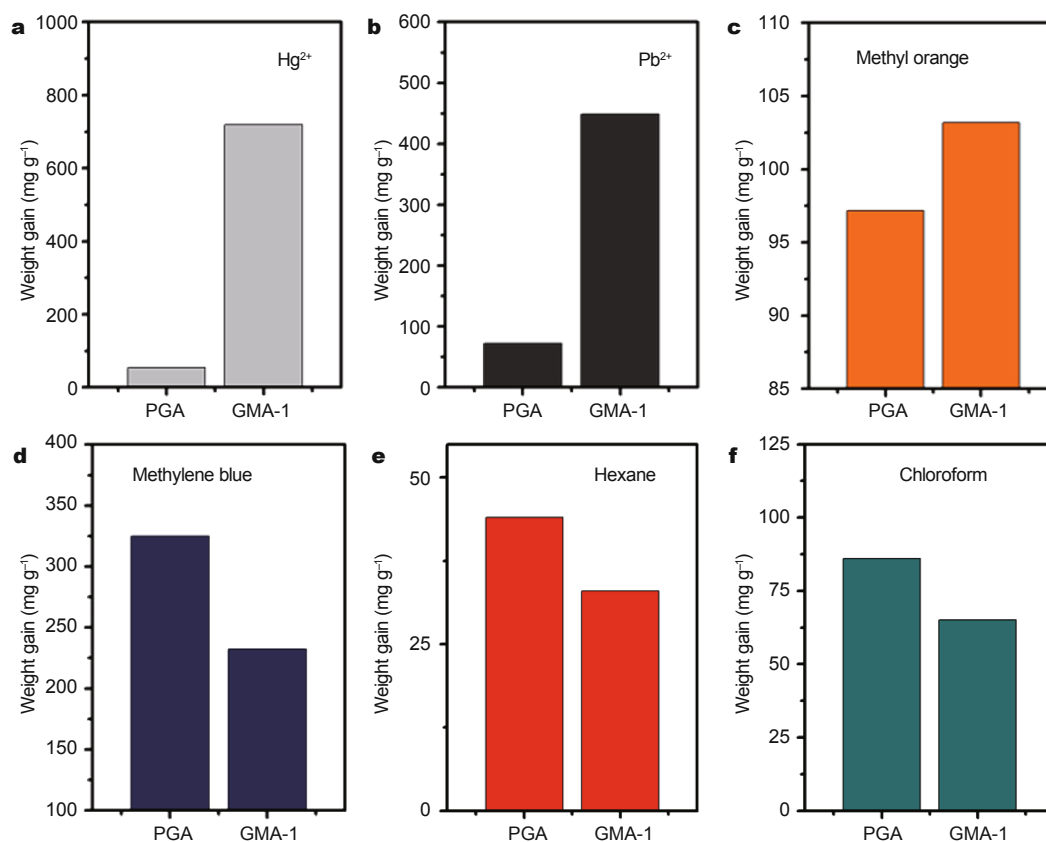 a
Hg²⁺
Weight gain (mg g⁻¹)
1000
800
600
400
200
0
PGA GMA-1
b
Pb²⁺
Weight gain (mg g⁻¹)
600
500
450
300
200
100
0
PGA GMA-1
c
Methyl orange
Weight gain (mg g⁻¹)
110
105
103
100
95
90
85
PGA GMA-1
d
Methylene blue
Weight gain (mg g⁻¹)
400
350
300
250
200
150
100
PGA GMA-1
e
Hexane
Weight gain (mg g⁻¹)
50
25
0
PGA GMA-1
f
Chloroform
Weight gain (mg g⁻¹)
125
100
75
50
25
0
PGA GMA-1